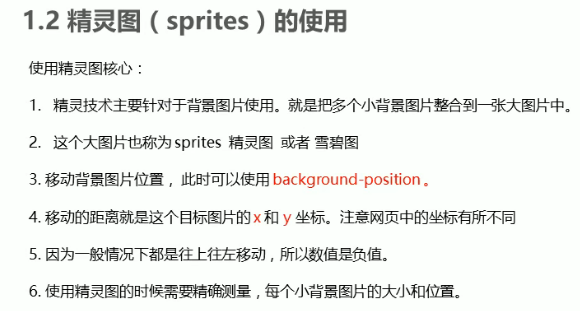 1.2 精灵图（sprites）的使用
使用精灵图核心：
1. 精灵技术主要针对于背景图片使用。就是把多个小背景图片整合到一张大图片中。
2. 这个大图片也称为 sprites 精灵图 或者 雪碧图
3. 移动背景图片位置， 此时可以使用 background-position 。
4. 移动的距离就是这个目标图片的 x 和 y 坐标。注意网页中的坐标有所不同
5. 因为一般情况下都是往上往左移动，所以数值是负值。
6. 使用精灵图的时候需要精确测量，每个小背景图片的大小和位置。